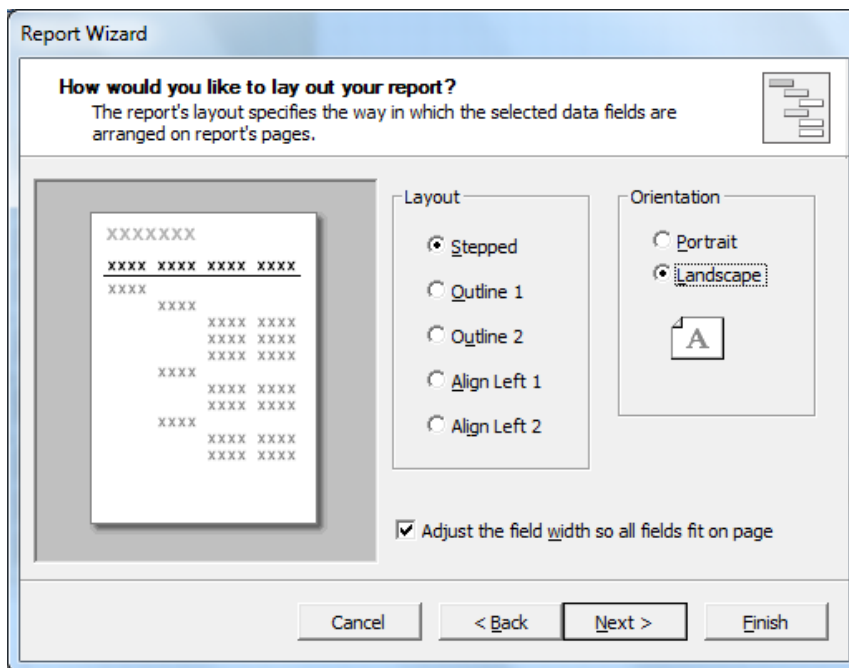 Report Wizard
How would you like to lay out your report?
The report's layout specifies the way in which the selected data fields are
arranged on report's pages.
XXXXXXX
xxxx xxxx xxxx xxxx
xxxx
xxxx
xxxx xxxx
xxxx xxxx
xxxx xxxx
xxxx
xxxx xxxx
xxxx xxxx
xxxx
xxxx xxxx
xxxx xxxx
Layout
Stepped
Outline 1
Outline 2
Align Left 1
Align Left 2
Orientation
Portrait
Landscape
A
Adjust the field width so all fields fit on page
Cancel
< Back
Next >
Finish